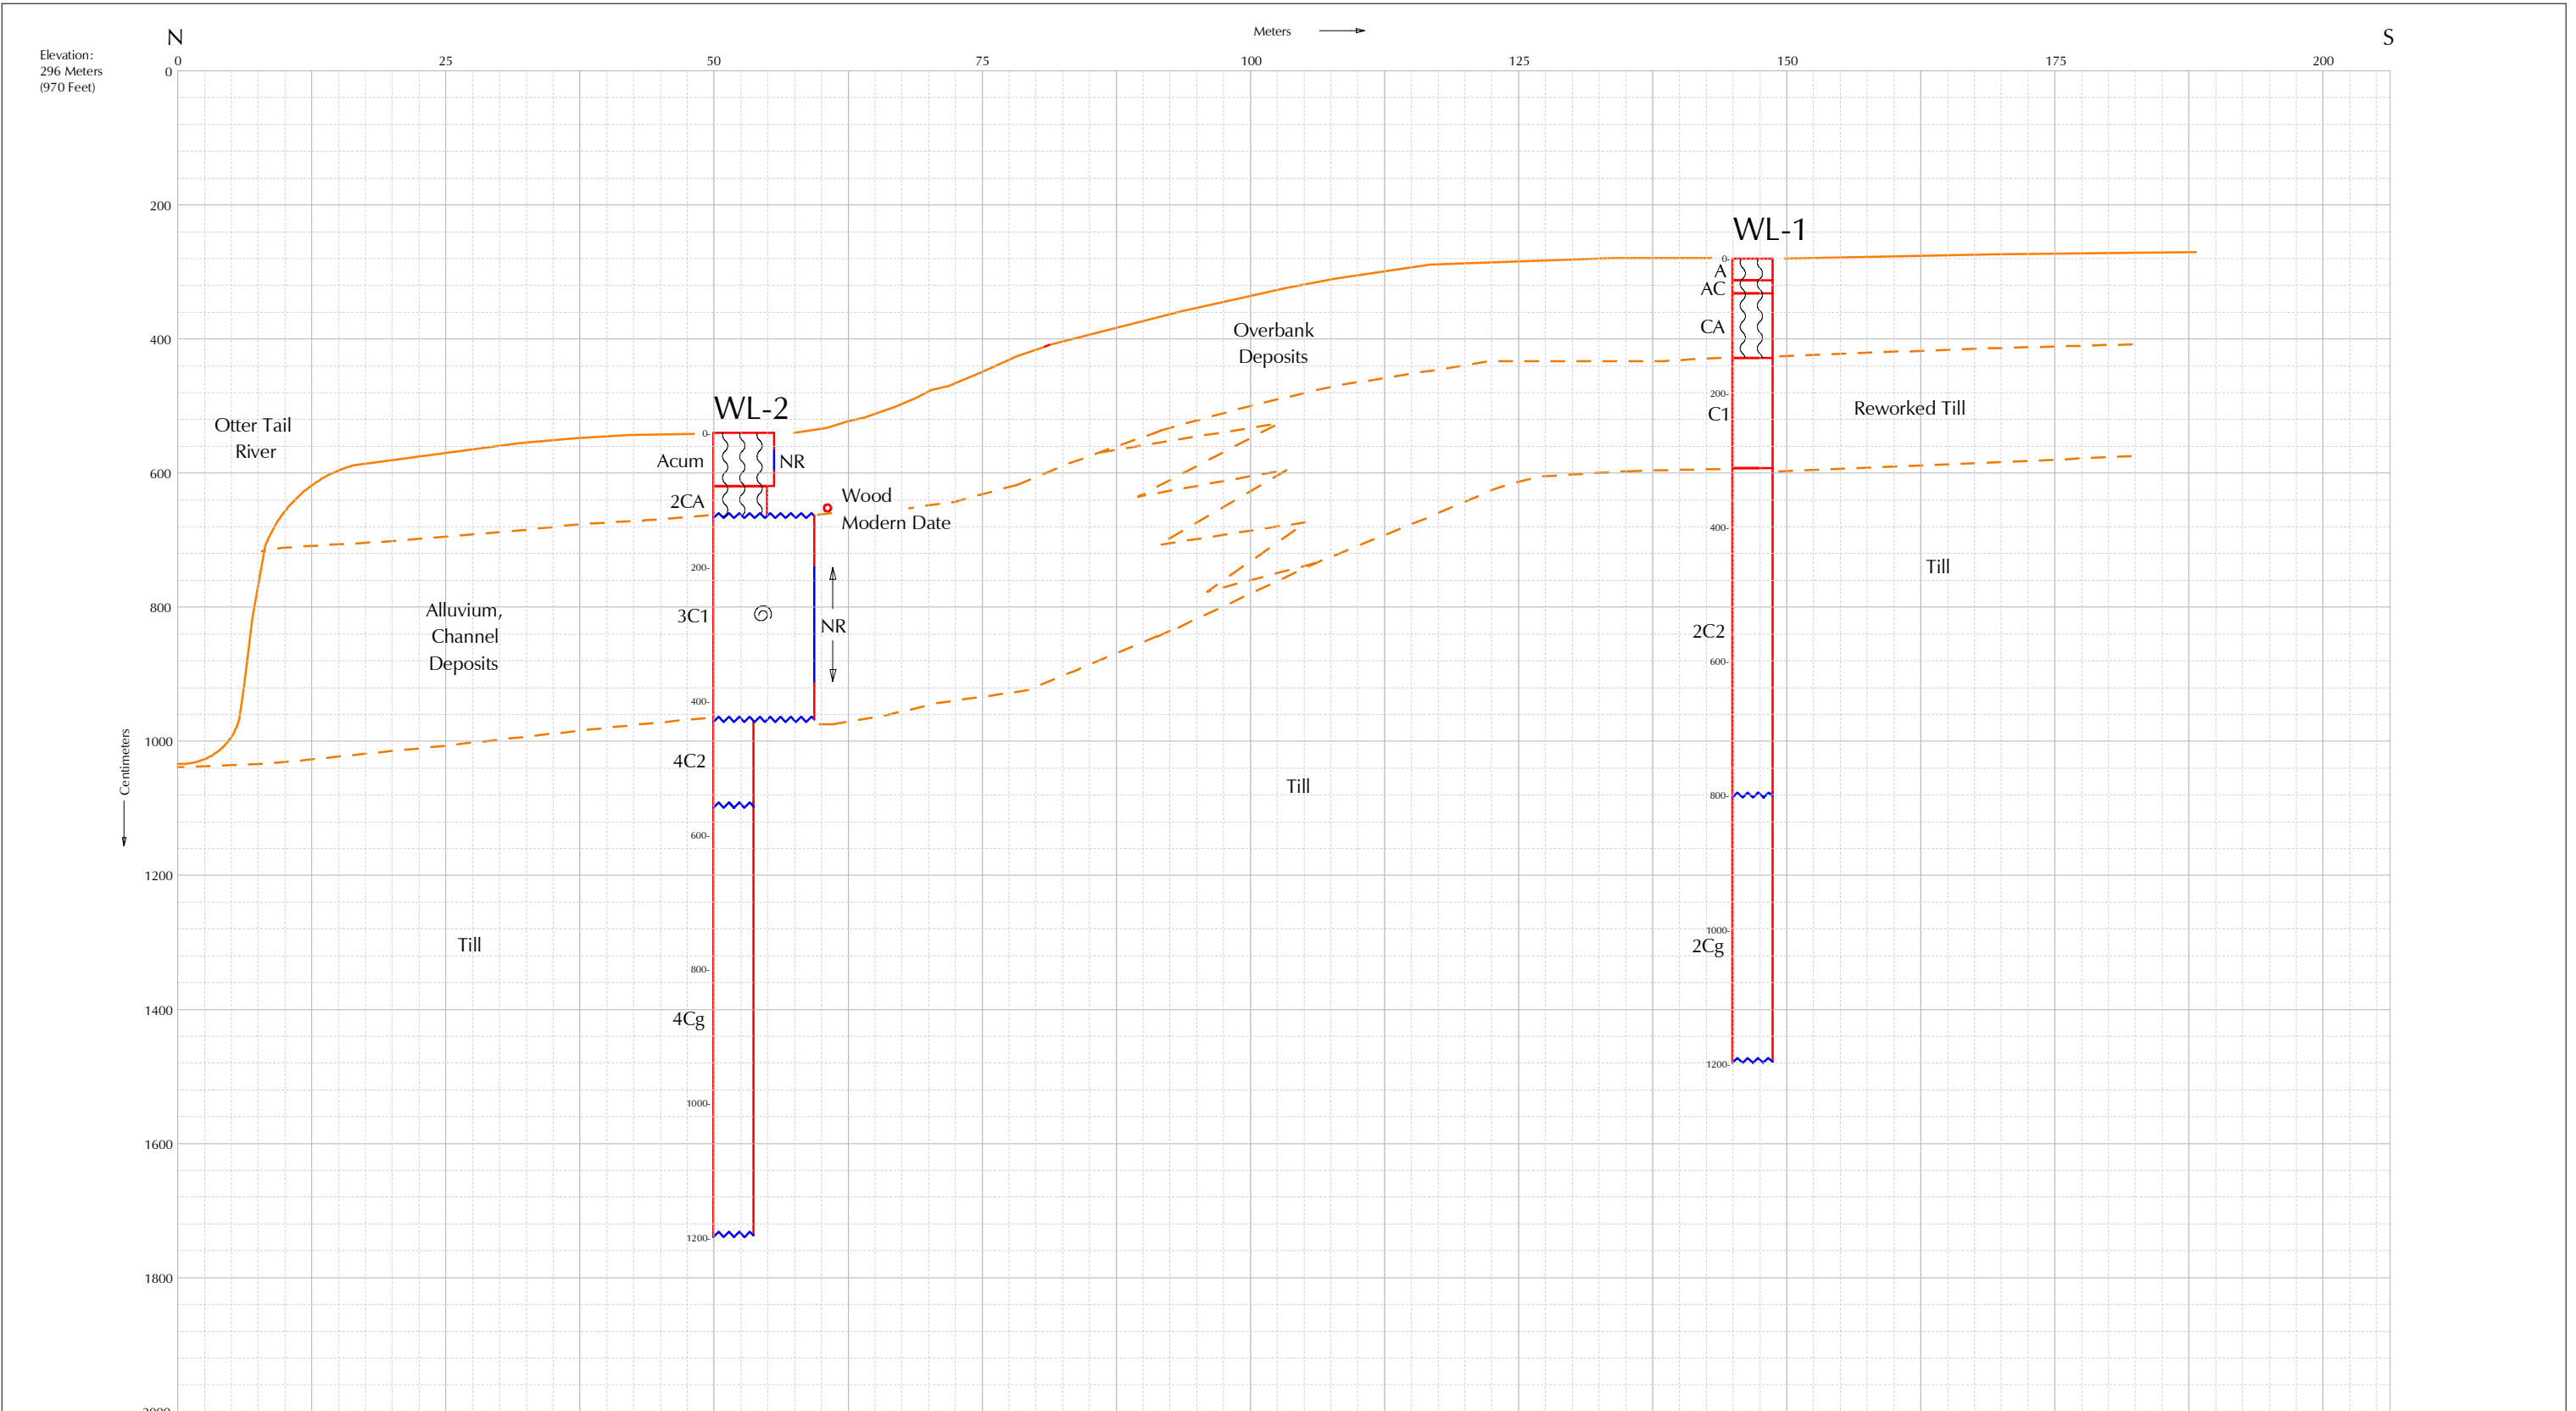 Meters
N
S
Elevation:
296 Meters
(970 Feet)
0 25 50 75 100 125 150 175 200
0
200
400
600
800
1000
1200
1400
1600
1800
Centimeters
WL-1
0-
A
AC
CA
200-
C1
400-
2C2
600-
800-
1000-
2Cg
1200-
Overbank
Deposits
Reworked Till
Till
Otter Tail
River
WL-2
0-
Acum
NR
2CA
Wood
Modern Date
200-
3C1
NR
400-
4C2
600-
800-
4Cg
1000-
1200-
Alluvium,
Channel
Deposits
Till
Till